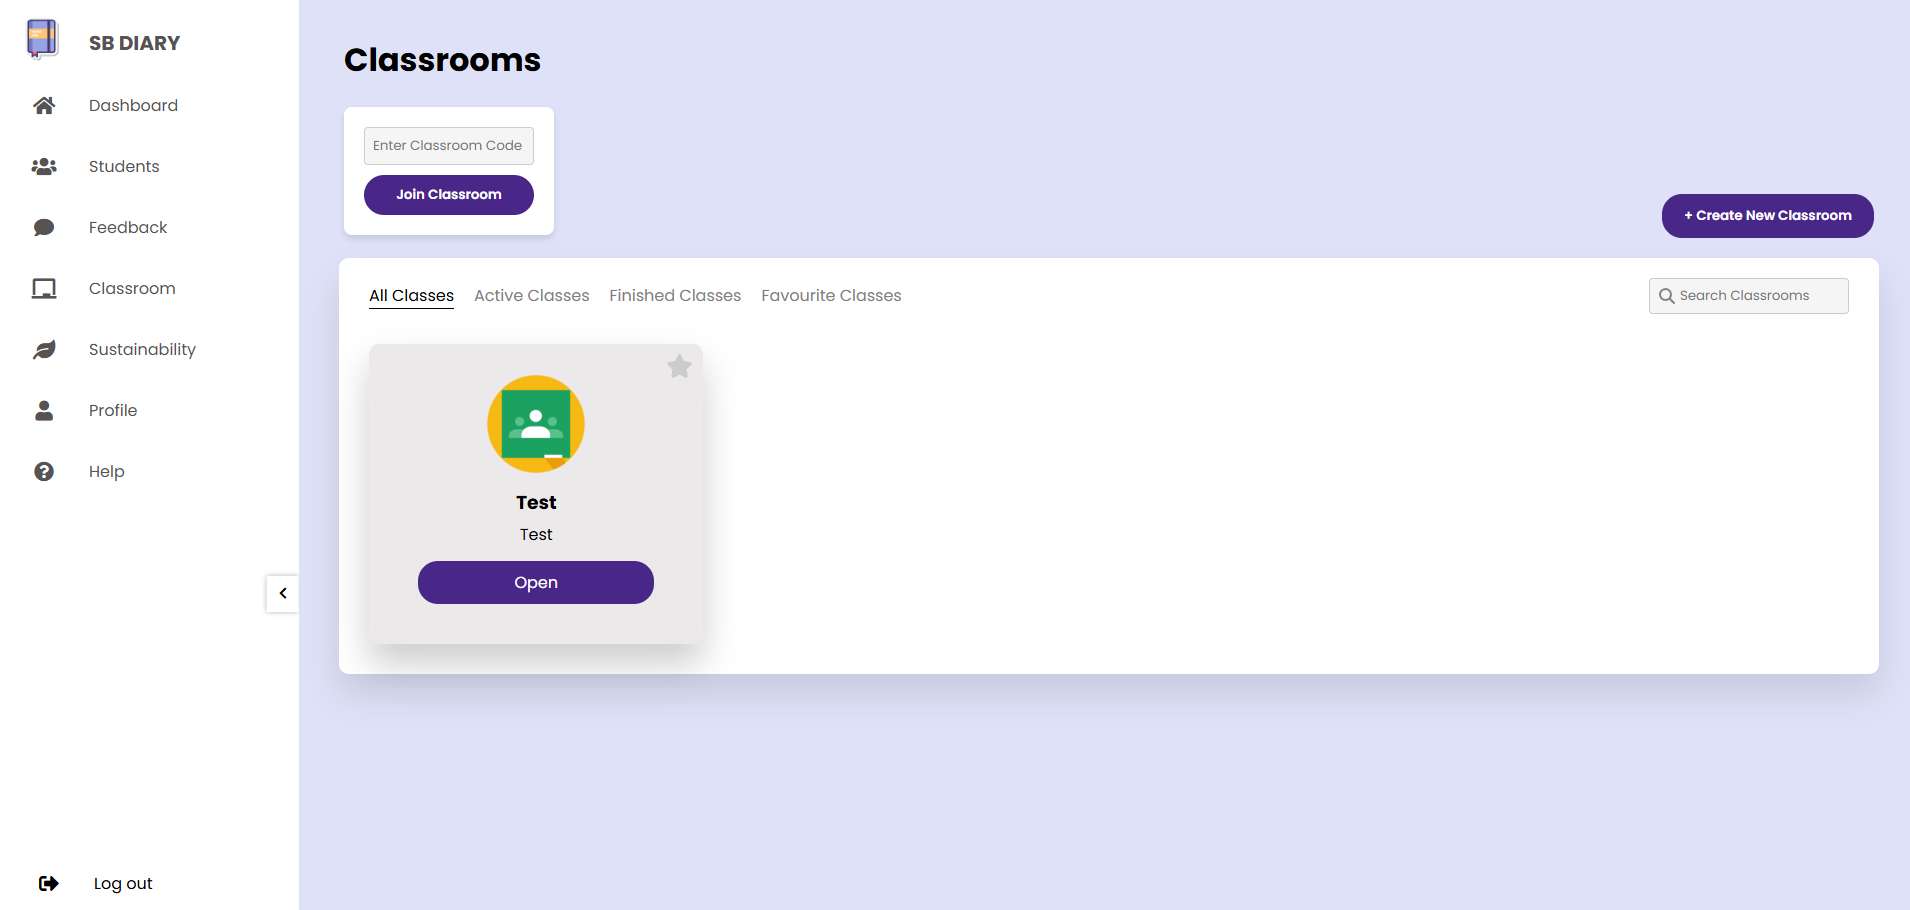 SB DIARY
Dashboard
Students
Feedback
Classroom
Sustainability
Profile
Help
Log out
Classrooms
Enter Classroom Code
Join Classroom
+ Create New Classroom
All Classes
Active Classes
Finished Classes
Favourite Classes
Search Classrooms
Test
Test
Open